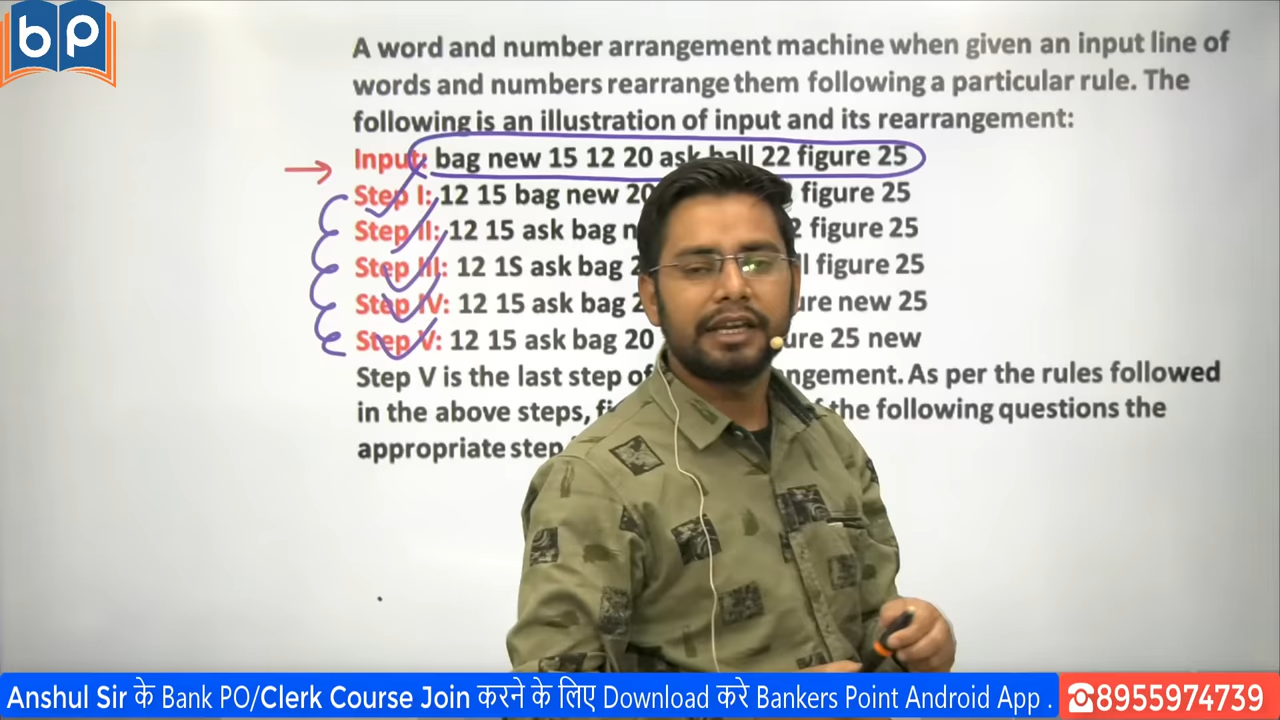 bp
A word and number arrangement machine when given an input line of
words and numbers rearrange them following a particular rule. The
following is an illustration of input and its rearrangement:
Input: bag new 15 12 20 ask ball 22 figure 25
Step I: 12 15 bag new 20 figure 25
Step II: 12 15 ask bag figure 25
Step III: 12 1S ask bag figure 25
Step IV: 12 15 ask bag new 25
Step V: 12 15 ask bag 20 25 new
Step V is the last step of As per the rules followed
in the above steps, of the following questions the
appropriate step
Anshul Sir के Bank PO/Clerk Course Join करने के लिए Download करे Bankers Point Android App . ☎8955974739